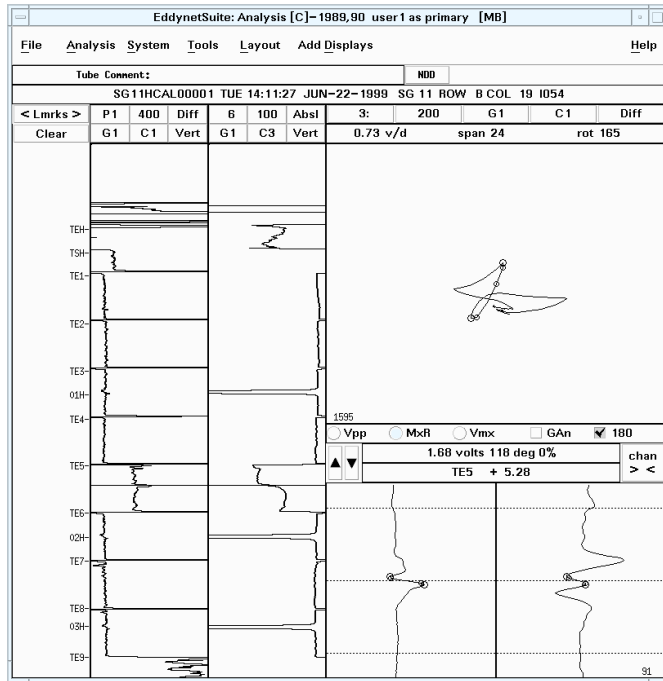 EddynetSuite: Analysis [C]-1989,90 user1 as primary [MB]
File Analysis System Tools Layout Add Displays Help
Tube Comment: NDD
SG11HCAL00001 TUE 14:11:27 JUN-22-1999 SG 11 ROW B COL 19 I054
< Lmrks > P1 400 Diff 6 100 Absl 3: 200 G1 C1 Diff
Clear G1 C1 Vert G1 C3 Vert 0.73 v/d span 24 rot 165
TEH
TSH
TE1
TE2
TE3
01H
TE4
TE5
TE6
02H
TE7
TE8
03H
TE9
1595
Vpp MxR Vmx GAn 180
1.68 volts 118 deg 0% chan
TE5 + 5.28 > <
91